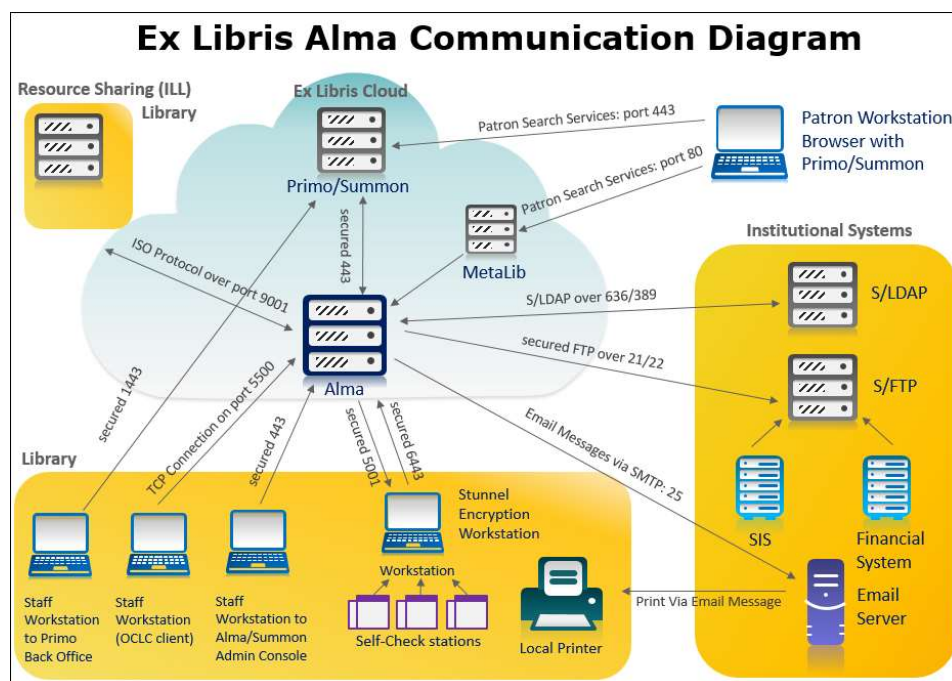 Ex Libris Alma Communication Diagram
Resource Sharing (ILL)
Library
Ex Libris Cloud
Primo/Summon
Patron Search Services: port 443
Patron Search Services: port 80
Patron Workstation
Browser with
Primo/Summon
MetaLib
secured 443
ISO Protocol over port 9001
Alma
Institutional Systems
S/LDAP over 636/389
S/LDAP
secured FTP over 21/22
S/FTP
Email Messages via SMTP: 25
SIS
Financial
System
Email
Server
Print Via Email Message
secured 1443
TCP Connection on port 5500
secured 443
secured 5001
secured 6443
Library
Stunnel
Encryption
Workstation
Workstation
Self-Check stations
Local Printer
Staff
Workstation
to Primo
Back Office
Staff
Workstation
(OCLC client)
Staff
Workstation to
Alma/Summon
Admin Console